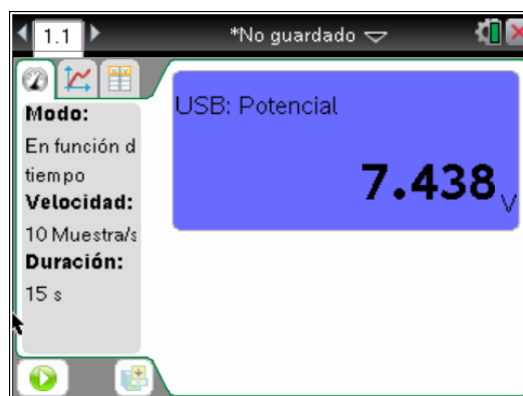 1.1
*No guardado
Modo:
En función d
tiempo
Velocidad:
10 Muestra/s
Duración:
15 s
USB: Potencial
7.438 V